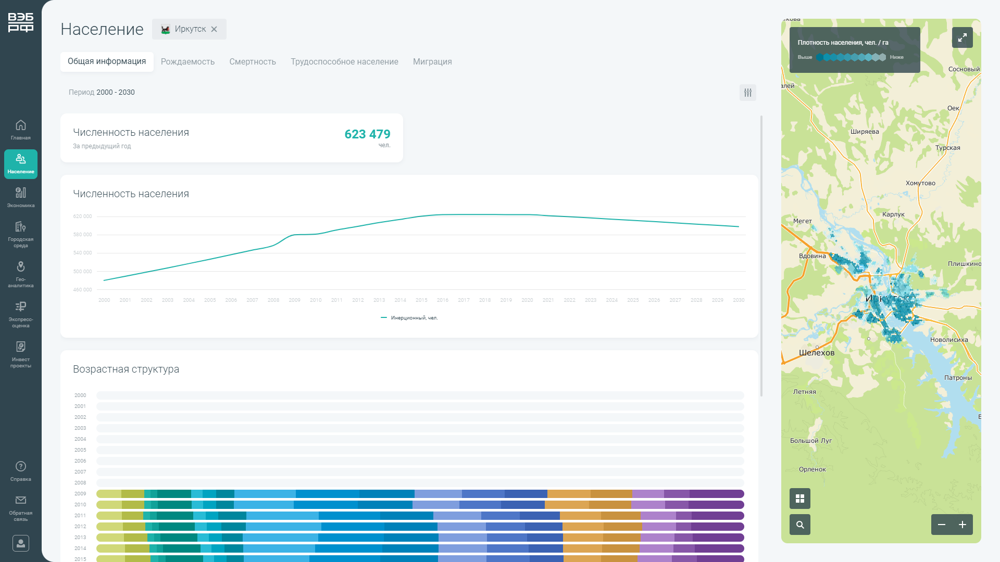 ВЭБ
РФ
Главная
Население
Экономика
Городская
среда
Гео-
аналитика
Экспресс-
оценка
Инвест
проекты
Справка
Обратная
связь
Население
Иркутск
Общая информация
Рождаемость
Смертность
Трудоспособное население
Миграция
Период 2000 - 2030
Численность населения
За предыдущий год
623 479
чел.
Численность населения
620 000
580 000
540 000
500 000
460 000
2000 2001 2002 2003 2004 2005 2006 2007 2008 2009 2010 2011 2012 2013 2014 2015 2016 2017 2018 2019 2020 2021 2022 2023 2024 2025 2026 2027 2028 2029 2030
Инерционный, чел.
Возрастная структура
2000
2001
2002
2003
2004
2005
2006
2007
2008
2009
2010
2011
2012
2013
2014
2015
Плотность населения, чел. / га
Выше
Ниже
Сосновый
алей
Оек
Ширяева
Турская
Хомутово
Карлук
Мегет
Вдовина
Плишкино
Иркутск
Новолисиха
Шелехов
Патроны
Летняя
Большой Луг
Орленок